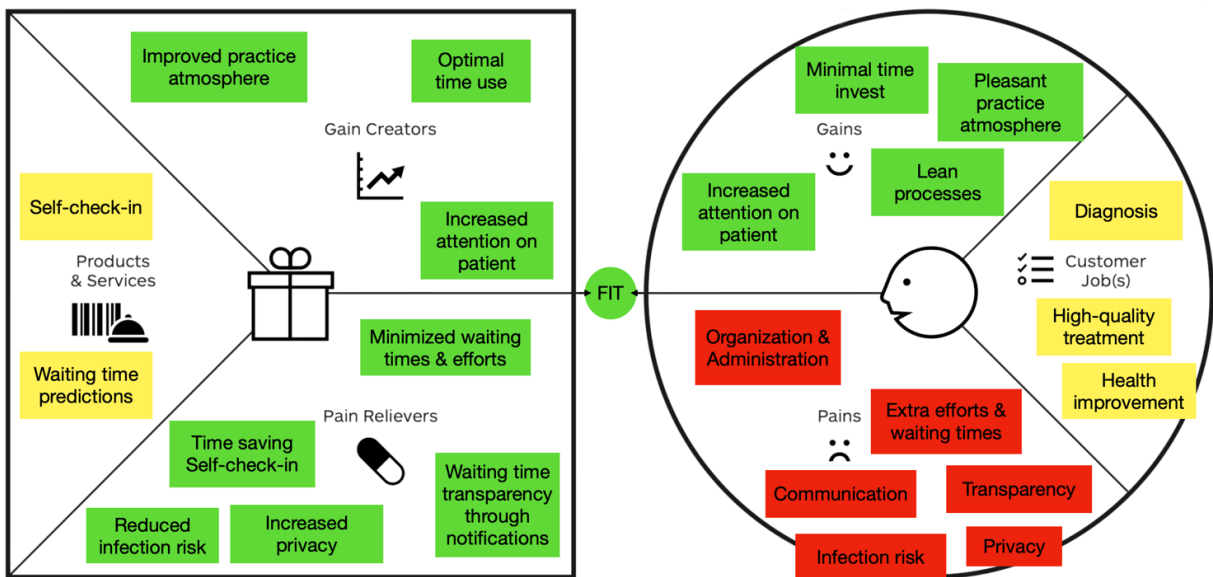 Improved practice
atmosphere
Optimal
time use
Gain Creators
Self-check-in
Increased
attention on
patient
Products
& Services
Minimized waiting
times & efforts
Waiting time
predictions
Pain Relievers
Time saving
Self-check-in
Waiting time
transparency
through
notifications
Reduced
infection risk
Increased
privacy
FIT
Minimal time
invest
Pleasant
practice
atmosphere
Gains
Lean
processes
Increased
attention on
patient
Diagnosis
Customer
Job(s)
High-quality
treatment
Health
improvement
Organization &
Administration
Extra efforts &
waiting times
Pains
Communication
Transparency
Infection risk
Privacy